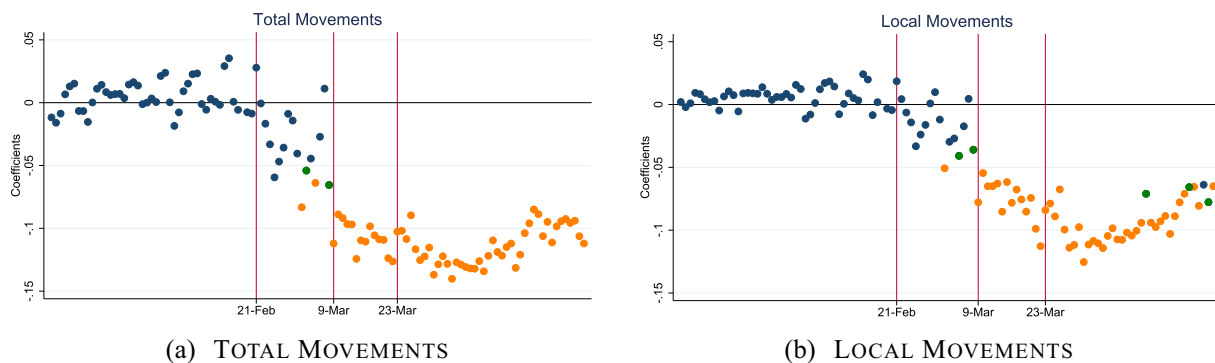 Total Movements
Coefficients
.05
0
-.05
-.1
-.15
21-Feb
9-Mar
23-Mar
(a) TOTAL MOVEMENTS
Local Movements
Coefficients
.05
0
-.05
-.1
-.15
21-Feb
9-Mar
23-Mar
(b) LOCAL MOVEMENTS